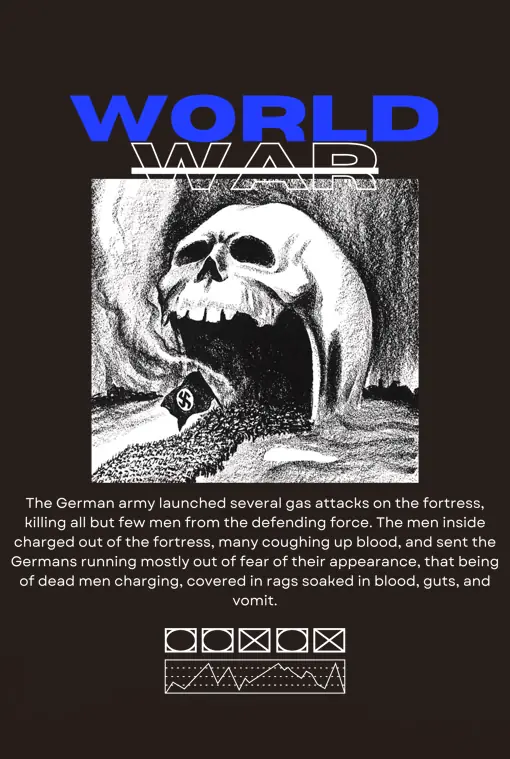 WORLD
WAR
The German army launched several gas attacks on the fortress,
killing all but few men from the defending force. The men inside
charged out of the fortress, many coughing up blood, and sent the
Germans running mostly out of fear of their appearance, that being
of dead men charging, covered in rags soaked in blood, guts, and
vomit.